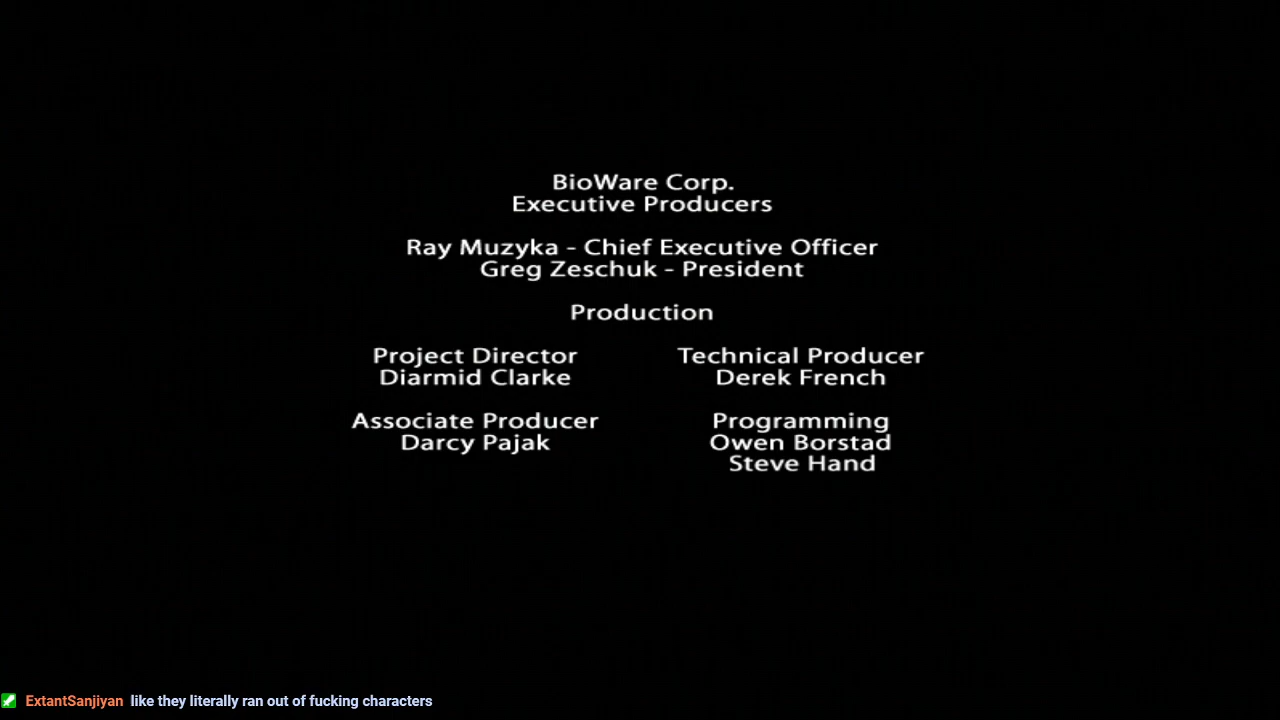 BioWare Corp.
Executive Producers
Ray Muzyka - Chief Executive Officer
Greg Zeschuk - President
Production
Project Director
Diarmid Clarke
Technical Producer
Derek French
Associate Producer
Darcy Pajak
Programming
Owen Borstad
Steve Hand
ExtantSanjiyan like they literally ran out of fucking characters